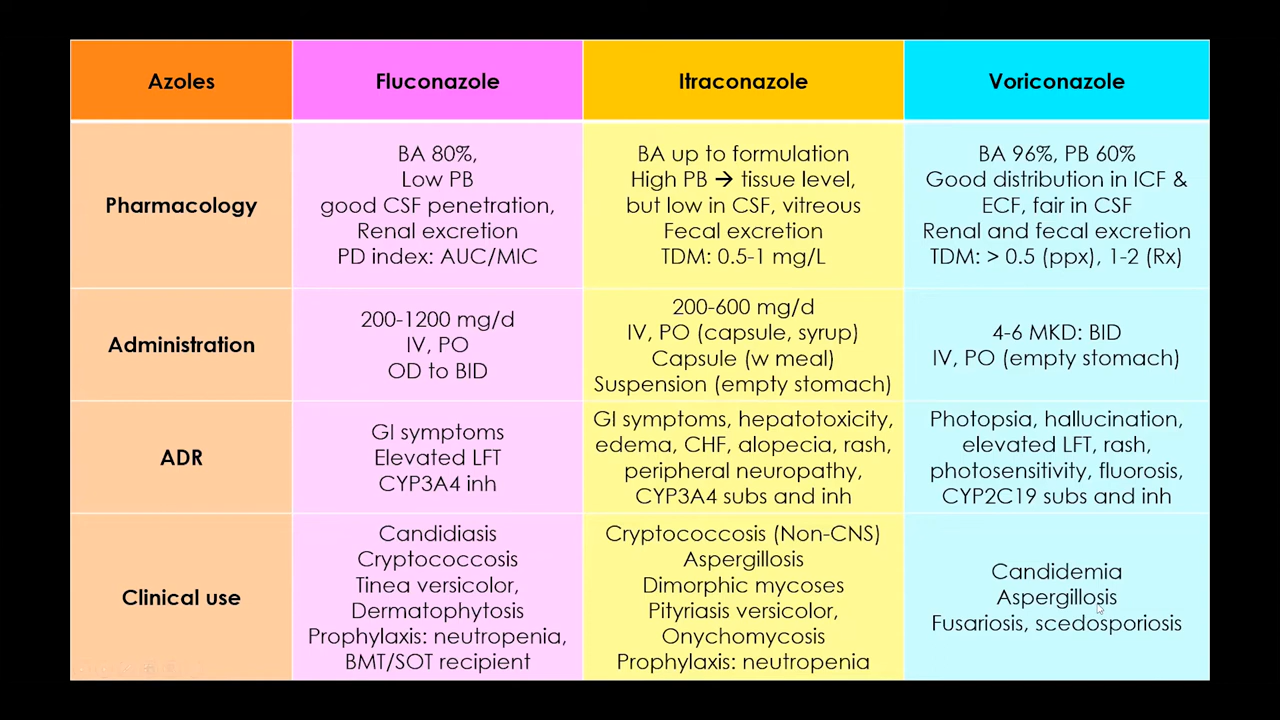 Azoles
Fluconazole
Itraconazole
Voriconazole
Pharmacology
BA 80%,
Low PB
good CSF penetration,
Renal excretion
PD index: AUC/MIC
BA up to formulation
High PB → tissue level,
but low in CSF, vitreous
Fecal excretion
TDM: 0.5-1 mg/L
BA 96%, PB 60%
Good distribution in ICF &
ECF, fair in CSF
Renal and fecal excretion
TDM: > 0.5 (ppx), 1-2 (Rx)
Administration
200-1200 mg/d
IV, PO
OD to BID
200-600 mg/d
IV, PO (capsule, syrup)
Capsule (w meal)
Suspension (empty stomach)
4-6 MKD: BID
IV, PO (empty stomach)
ADR
GI symptoms
Elevated LFT
CYP3A4 inh
GI symptoms, hepatotoxicity,
edema, CHF, alopecia, rash,
peripheral neuropathy,
CYP3A4 subs and inh
Photopsia, hallucination,
elevated LFT, rash,
photosensitivity, fluorosis,
CYP2C19 subs and inh
Clinical use
Candidiasis
Cryptococcosis
Tinea versicolor,
Dermatophytosis
Prophylaxis: neutropenia,
BMT/SOT recipient
Cryptococcosis (Non-CNS)
Aspergillosis
Dimorphic mycoses
Pityriasis versicolor,
Onychomycosis
Prophylaxis: neutropenia
Candidemia
Aspergillosis
Fusariosis, scedosporiosis